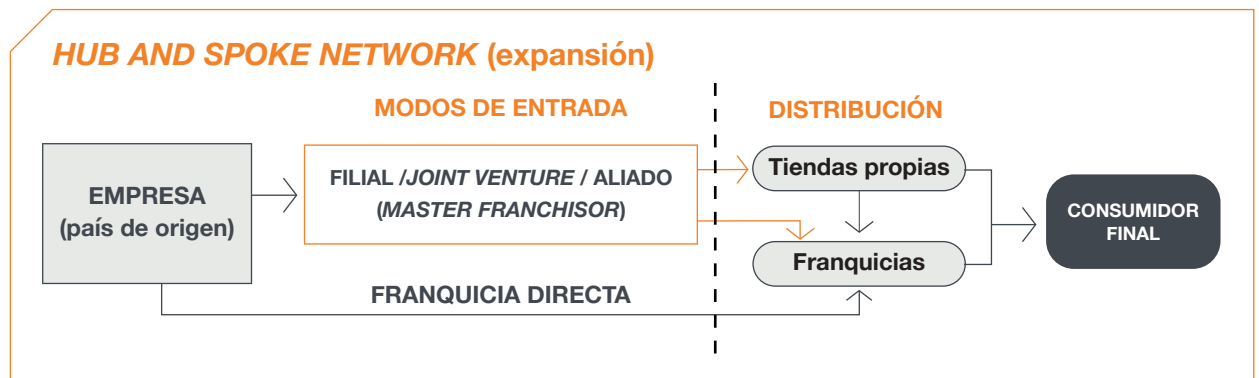 HUB AND SPOKE NETWORK (expansión)
MODOS DE ENTRADA
DISTRIBUCIÓN
EMPRESA
(país de origen)
FILIAL /JOINT VENTURE / ALIADO
(MASTER FRANCHISOR)
Tiendas propias
Franquicias
CONSUMIDOR
FINAL
FRANQUICIA DIRECTA